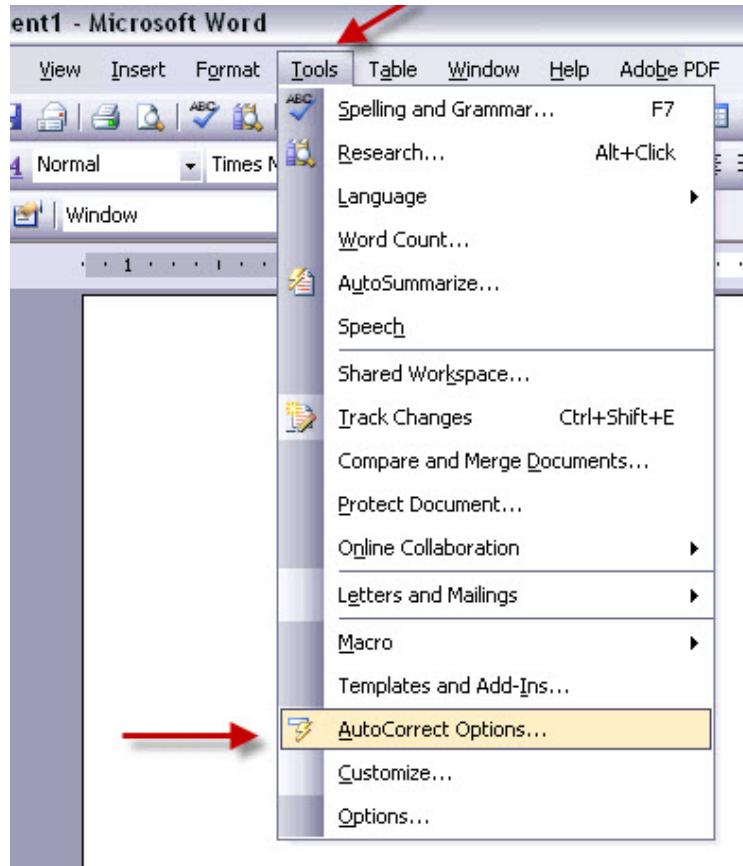 ent1 - Microsoft Word
View Insert Format Tools Table Window Help Adobe PDF
ABC
Normal Times
Window
1
ABC Spelling and Grammar... F7
Research... Alt+Click
Language
Word Count...
AutoSummarize...
Speech
Shared Workspace...
Track Changes Ctrl+Shift+E
Compare and Merge Documents...
Protect Document...
Online Collaboration
Letters and Mailings
Macro
Templates and Add-Ins...
AutoCorrect Options...
Customize...
Options...